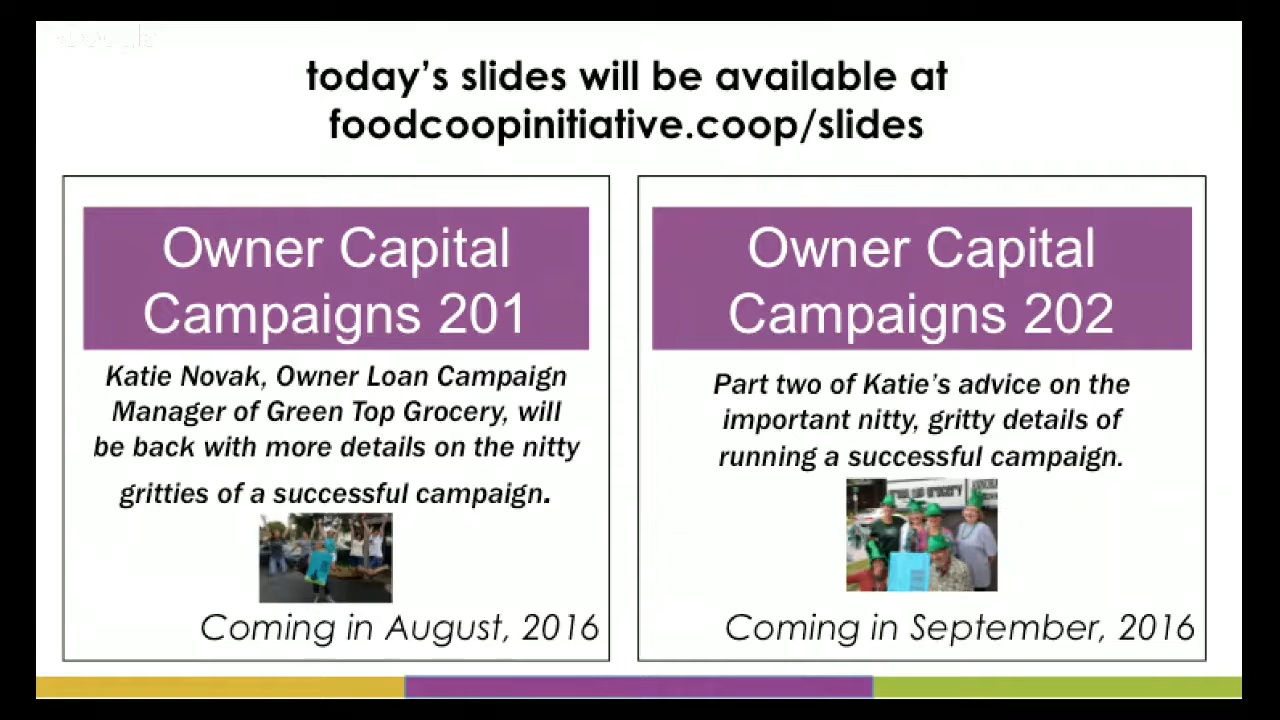 today's slides will be available at
foodcoopinitiative.coop/slides
Owner Capital
Campaigns 201
Katie Novak, Owner Loan Campaign
Manager of Green Top Grocery, will
be back with more details on the nitty
gritties of a successful campaign.
Coming in August, 2016
Owner Capital
Campaigns 202
Part two of Katie's advice on the
important nitty, gritty details of
running a successful campaign.
Coming in September, 2016